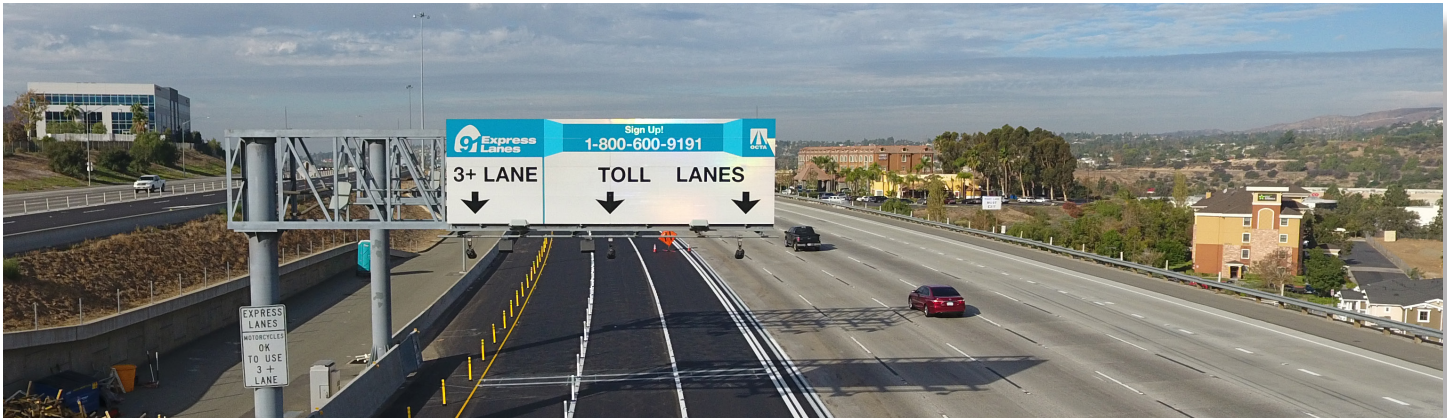 91 Express
Lanes
Sign Up!
1-800-600-9191
OCTA
3+ LANE
TOLL LANES
EXPRESS
LANES
MOTORCYCLES
OK
TO USE
3 +
LANE